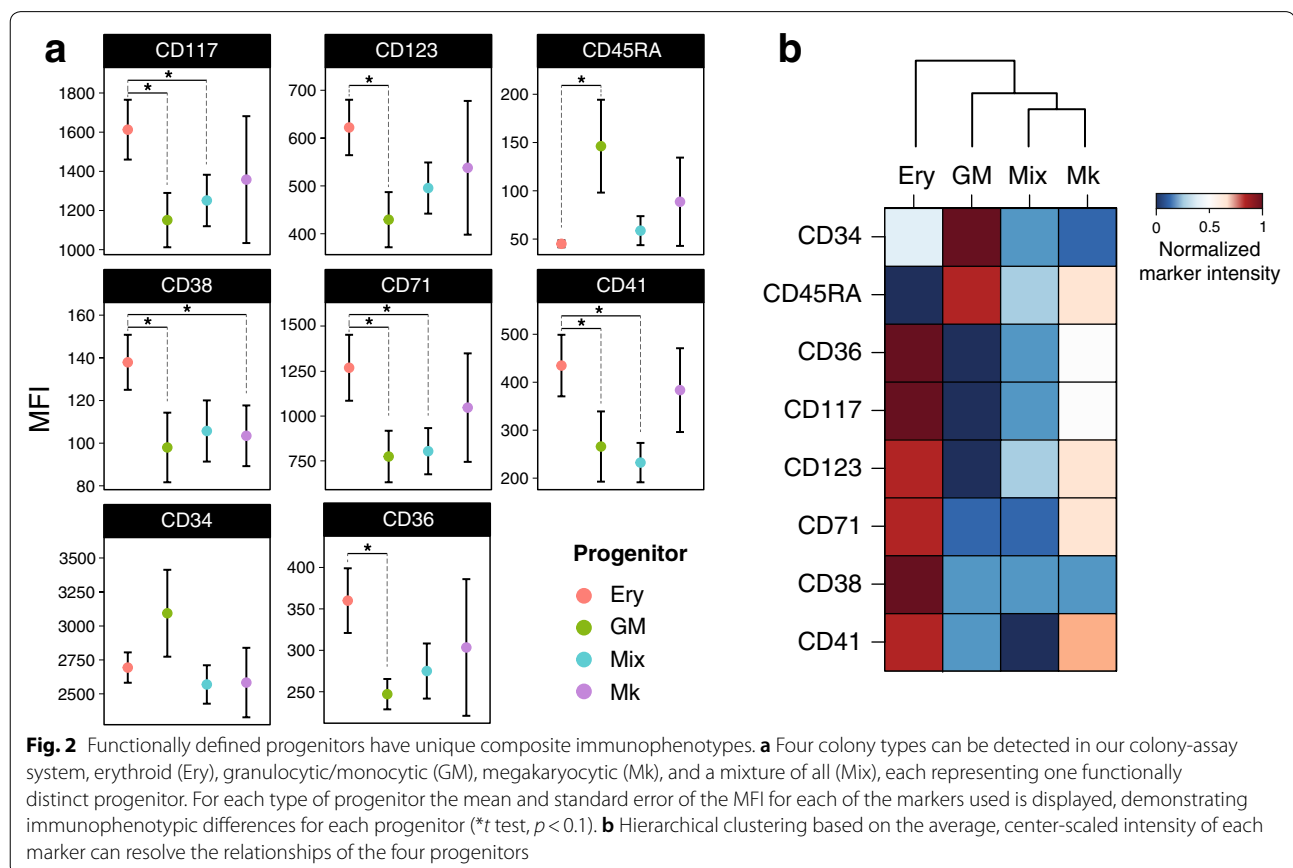 a
CD117
CD123
CD45RA
*
*
1800
1600
1400
1200
1000
*
700
600
500
400
*
200
150
100
50
CD38
CD71
CD41
MFI
*
*
160
140
120
100
80
*
*
1500
1250
1000
750
*
*
500
400
300
200
CD34
CD36
3500
3250
3000
2750
2500
*
400
350
300
250
Progenitor
Ery
GM
Mix
Mk
b
Ery GM Mix Mk
CD34
CD45RA
CD36
CD117
CD123
CD71
CD38
CD41
0 0.5 1
Normalized
marker intensity
Fig. 2 Functionally defined progenitors have unique composite immunophenotypes. a Four colony types can be detected in our colony-assay
system, erythroid (Ery), granulocytic/monocytic (GM), megakaryocytic (Mk), and a mixture of all (Mix), each representing one functionally
distinct progenitor. For each type of progenitor the mean and standard error of the MFI for each of the markers used is displayed, demonstrating
immunophenotypic differences for each progenitor (*t test, p < 0.1). b Hierarchical clustering based on the average, center-scaled intensity of each
marker can resolve the relationships of the four progenitors